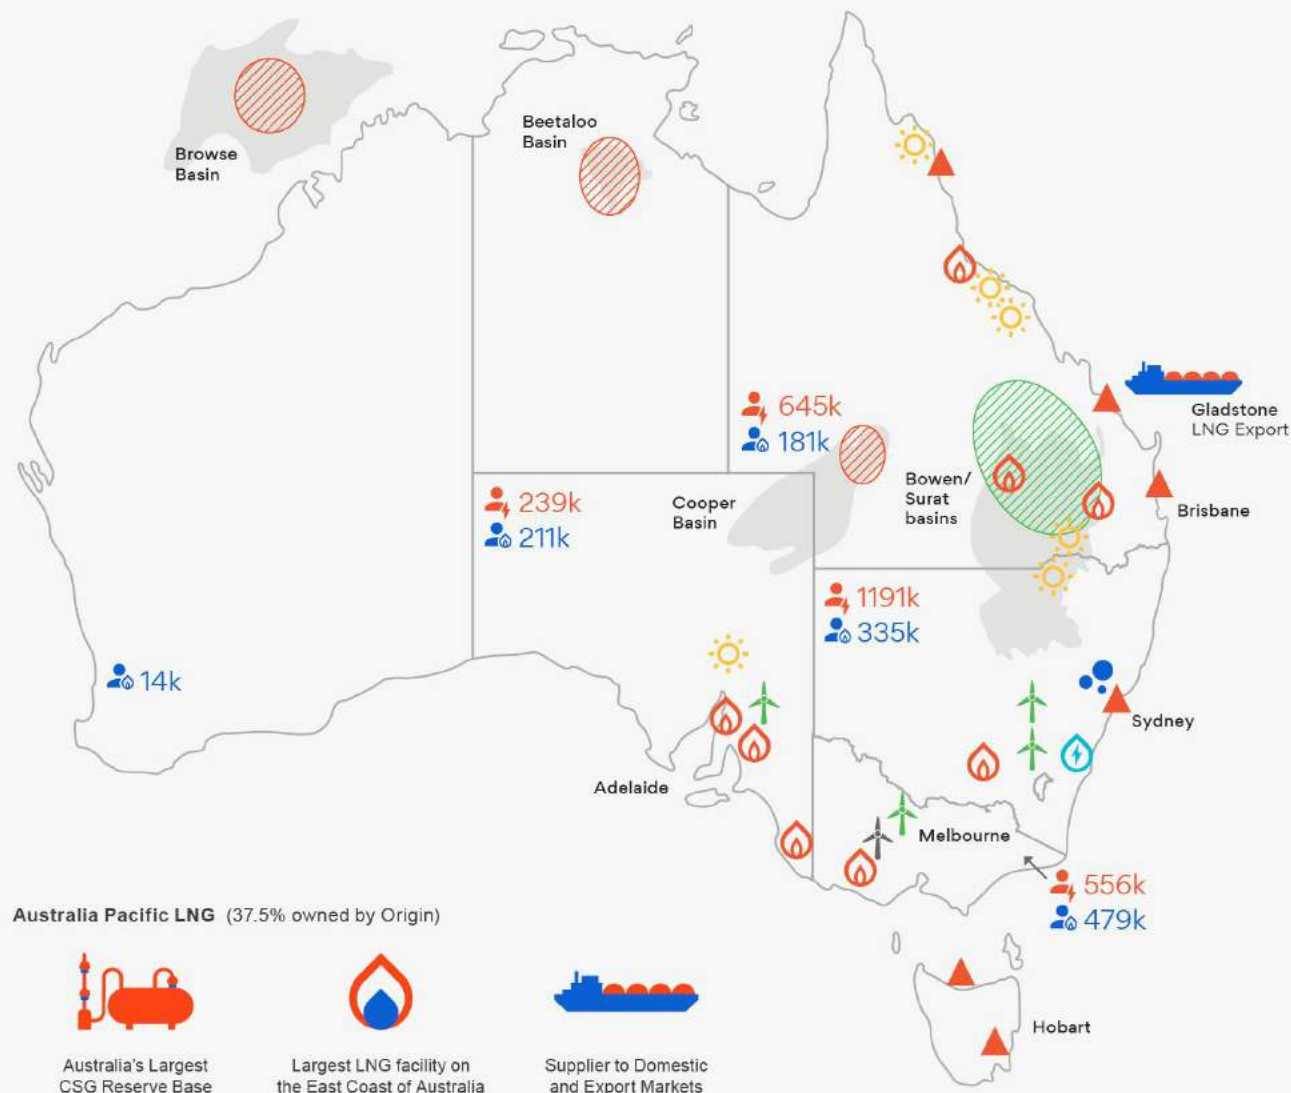 Browse
Basin
Beetaloo
Basin
645k
181k
Gladstone
LNG Export
239k
211k
Cooper
Basin
Bowen/
Surat
basins
Brisbane
1191k
335k
14k
Sydney
Adelaide
Melbourne
556k
479k
Australia Pacific LNG (37.5% owned by Origin)
Hobart
Australia's Largest
CSG Reserve Base
Largest LNG facility on
the East Coast of Australia
Supplier to Domestic
and Export Markets